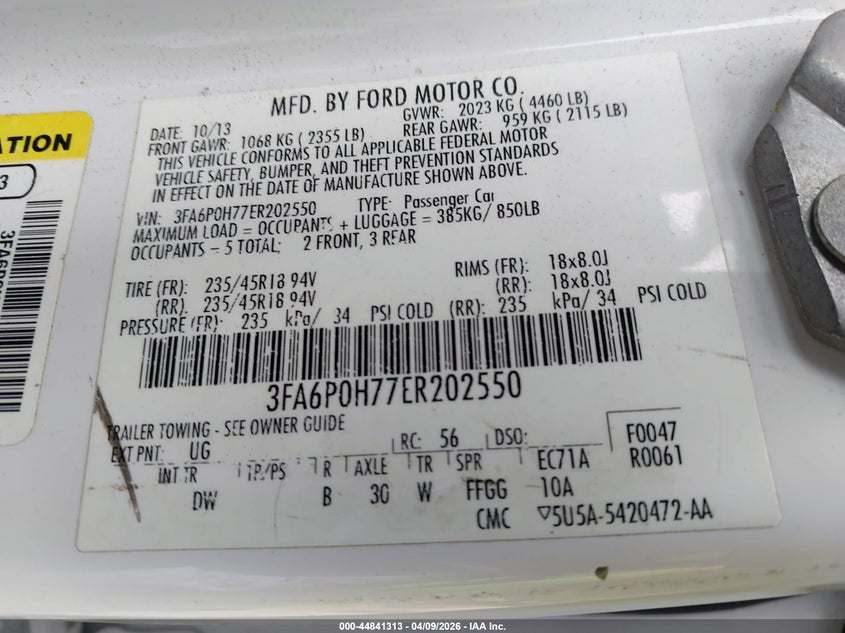 MFD. BY FORD MOTOR CO.
DATE: 10/13 GVWR: 2023 KG ( 4460 LB)
FRONT GAWR: 1068 KG ( 2355 LB) REAR GAWR: 959 KG ( 2115 LB)
THIS VEHICLE CONFORMS TO ALL APPLICABLE FEDERAL MOTOR
VEHICLE SAFETY, BUMPER, AND THEFT PREVENTION STANDARDS
IN EFFECT ON THE DATE OF MANUFACTURE SHOWN ABOVE.
VIN: 3FA6P0H77ER202550 TYPE: Passenger Car
MAXIMUM LOAD = OCCUPANTS + LUGGAGE = 385KG/ 850LB
OCCUPANTS = 5 TOTAL; 2 FRONT, 3 REAR
TIRE (FR): 235/45R18 94V RIMS (FR): 18x8.0J
(RR): 235/45R18 94V (RR): 18x8.0J
PRESSURE (FR): 235 kPa/ 34 PSI COLD (RR): 235 kPa/ 34 PSI COLD
3FA6P0H77ER202550
TRAILER TOWING - SEE OWNER GUIDE
EXT PNT: UG RC: 56 DSO: F0047
INT TR TP/PS R AXLE TR SPR EC71A R0061
DW B 30 W FFGG 10A
CMC ▽5U5A-5420472-AA
ATION
3
000-44841313 - 04/09/2026 - IAA Inc.